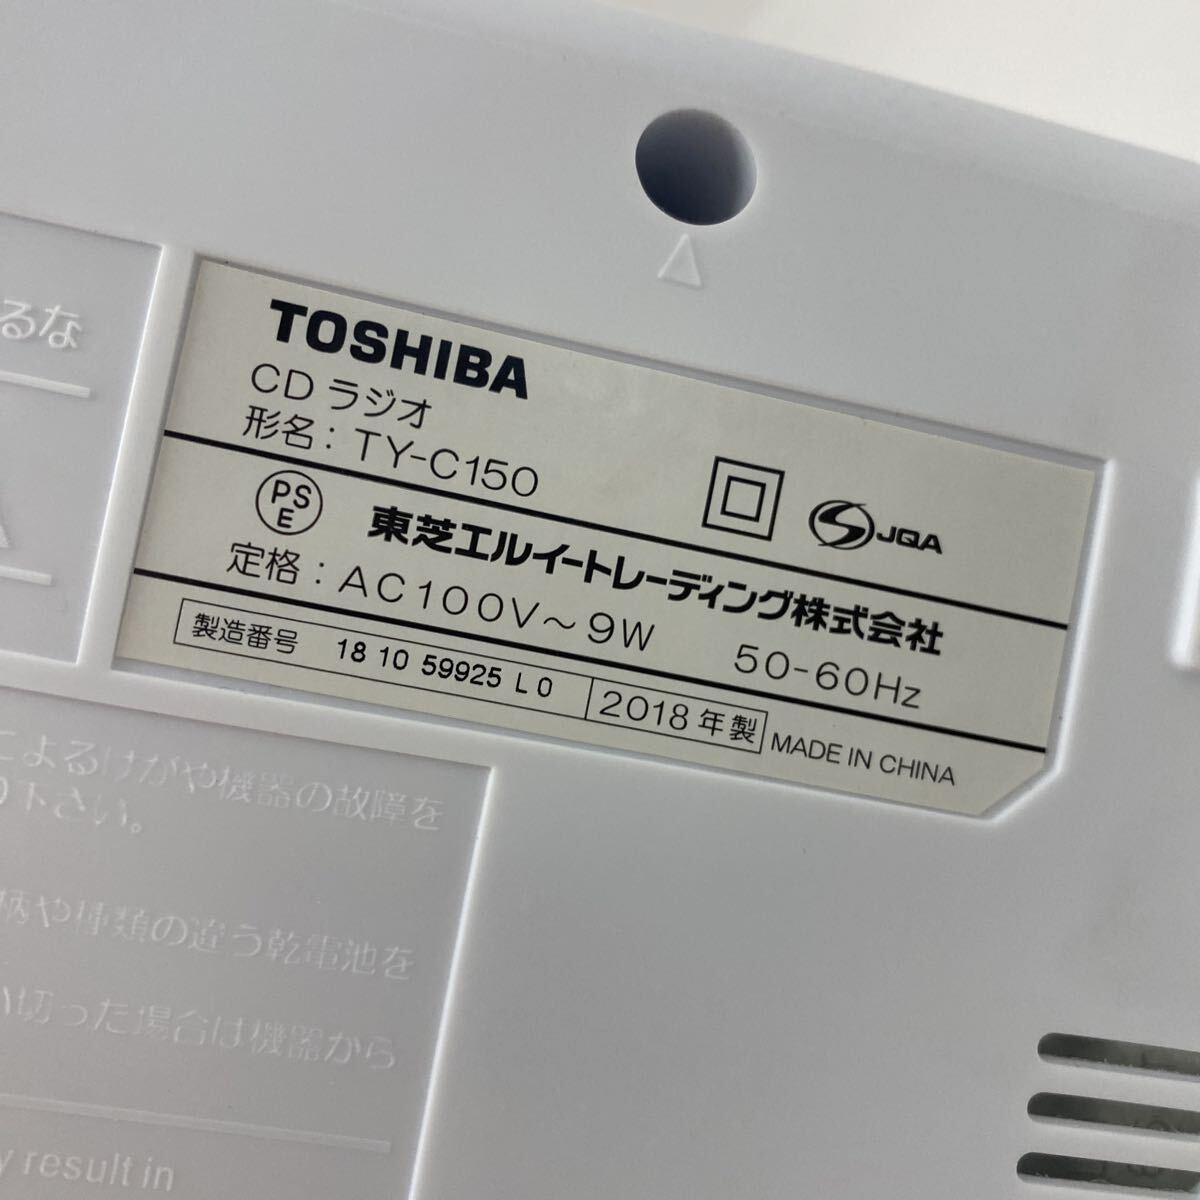 るな
TOSHIBA
CD ラジオ
形名：TY-C150
JQA
PS
E
東芝エルイートレーディング株式会社
定格：AC100V～9W 50-60Hz
製造番号 18 10 59925 L 0 2018年製 MADE IN CHINA
によるけがや機器の故障を
下さい。
柄や種類の違う乾電池を
切った場合は機器から
y result in